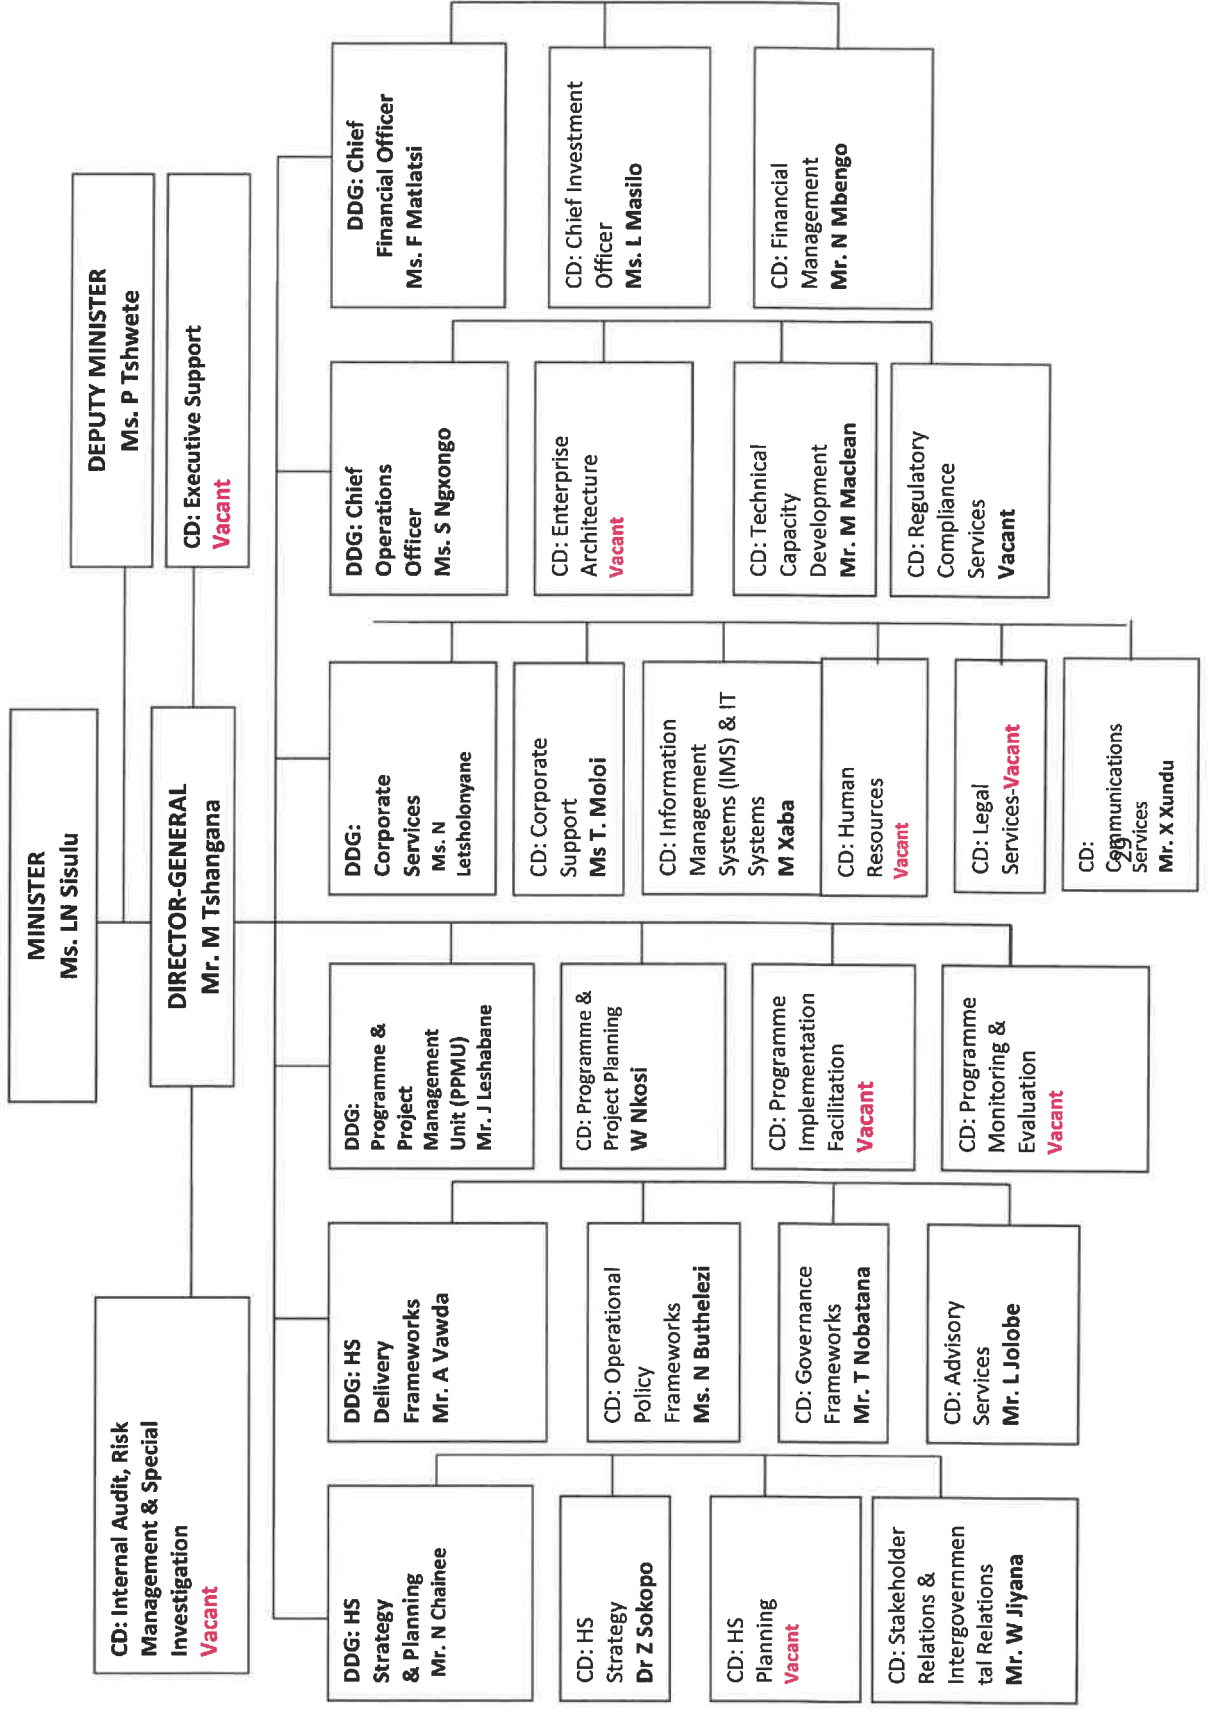 MINISTER
Ms. LN Sisulu
DEPUTY MINISTER
Ms. P Tshwete
DIRECTOR-GENERAL
Mr. M Tshangana
CD: Executive Support
Vacant
CD: Internal Audit, Risk
Management & Special
Investigation
Vacant
DDG: HS
Strategy
& Planning
Mr. N Chainee
CD: HS
Strategy
Dr Z Sokopo
CD: HS
Planning
Vacant
CD: Stakeholder
Relations &
Intergovernmen
tal Relations
Mr. W Jiyana
DDG: HS
Delivery
Frameworks
Mr. A Vawda
CD: Operational
Policy
Frameworks
Ms. N Buthelezi
CD: Governance
Frameworks
Mr. T Nobatana
CD: Advisory
Services
Mr. L Jolobe
DDG:
Programme &
Project
Management
Unit (PPMU)
Mr. J Leshabane
CD: Programme &
Project Planning
W Nkosi
CD: Programme
Implementation
Facilitation
Vacant
CD: Programme
Monitoring &
Evaluation
Vacant
DDG:
Corporate
Services
Ms. N
Letsholonyane
CD: Corporate
Support
Ms T. Moloi
CD: Information
Management
Systems (IMS) & IT
Systems
M Xaba
CD: Human
Resources
Vacant
CD: Legal
Services-Vacant
CD:
Communications
Services
Mr. X Xundu
29
DDG: Chief
Operations
Officer
Ms. S Ngxongo
CD: Enterprise
Architecture
Vacant
CD: Technical
Capacity
Development
Mr. M Maclean
CD: Regulatory
Compliance
Services
Vacant
DDG: Chief
Financial Officer
Ms. F Matlatsi
CD: Chief Investment
Officer
Ms. L Masilo
CD: Financial
Management
Mr. N Mbengo